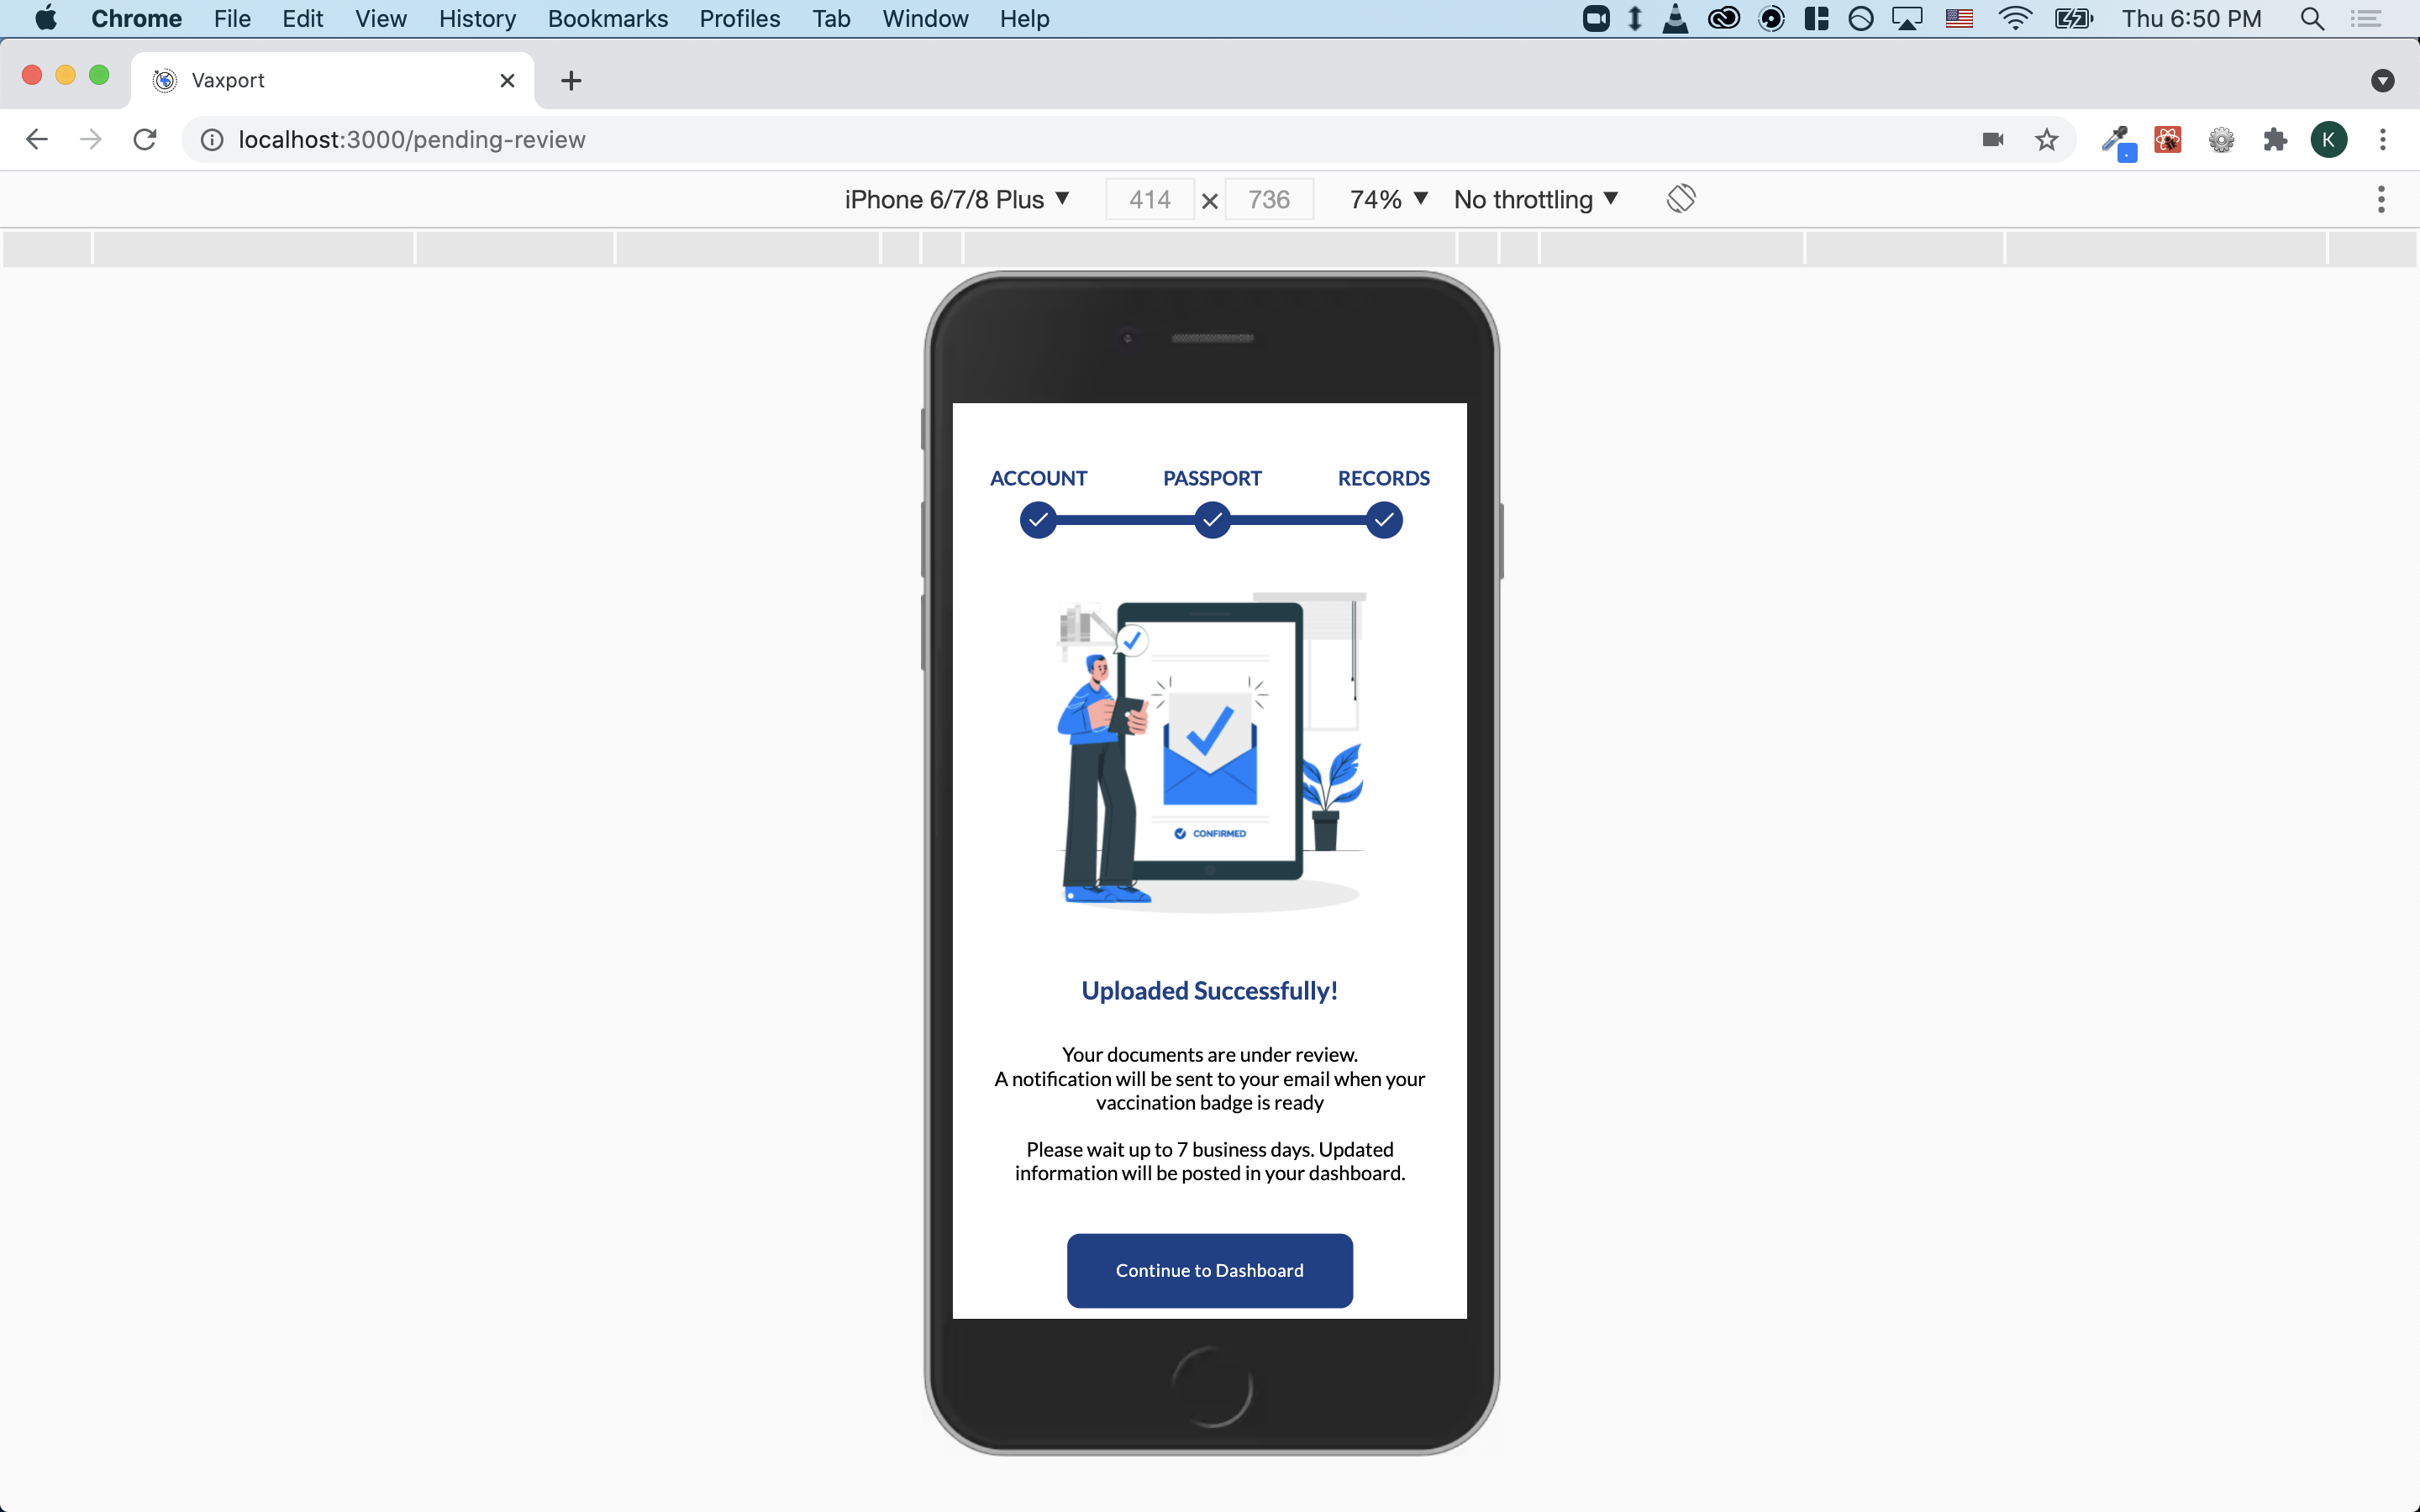 Chrome File Edit View History Bookmarks Profiles Tab Window Help Thu 6:50 PM
Vaxport
localhost:3000/pending-review K
iPhone 6/7/8 Plus 414 × 736 74% No throttling
ACCOUNT PASSPORT RECORDS
CONFIRMED
Uploaded Successfully!
Your documents are under review.
A notification will be sent to your email when your
vaccination badge is ready
Please wait up to 7 business days. Updated
information will be posted in your dashboard.
Continue to Dashboard